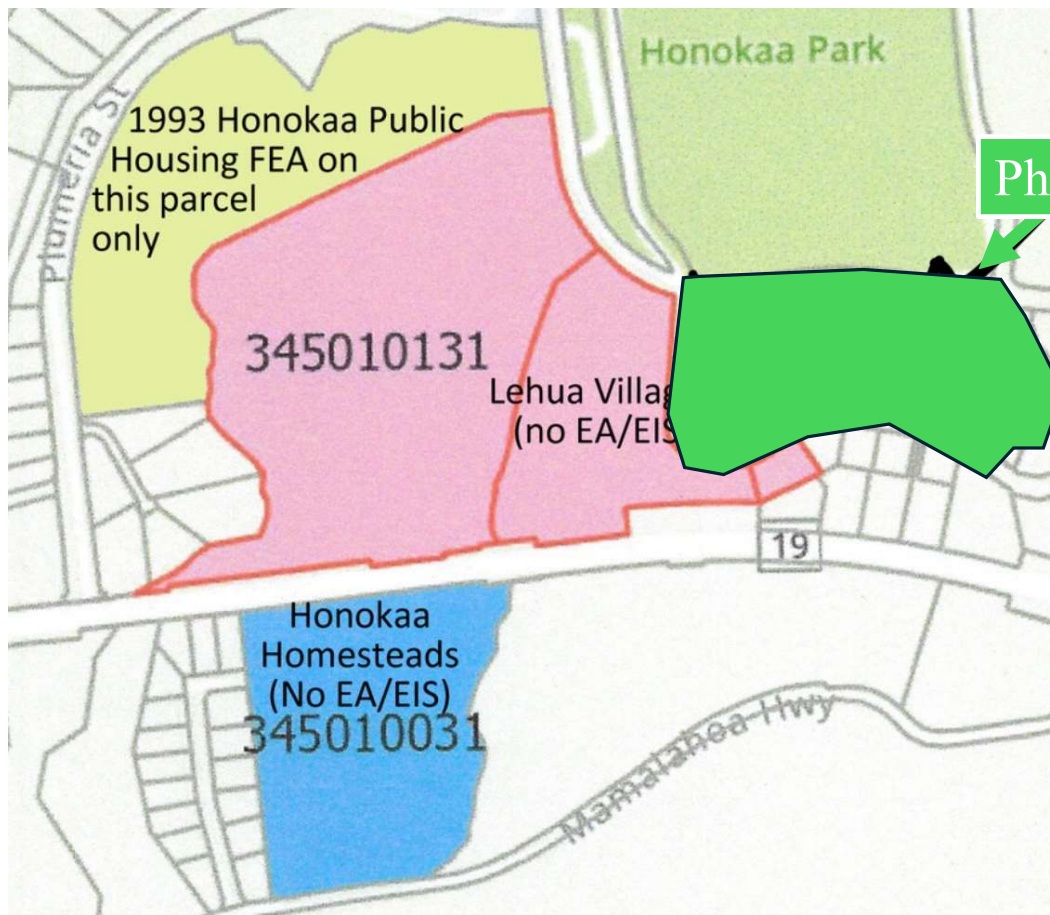 Honokaa Park
Plumeria St
1993 Honokaa Public
Housing FEA on
this parcel
only
Ph
345010131
Lehua Villag
(no EA/EIS
19
Honokaa
Homesteads
(No EA/EIS)
345010031
Mamalahoa Hwy